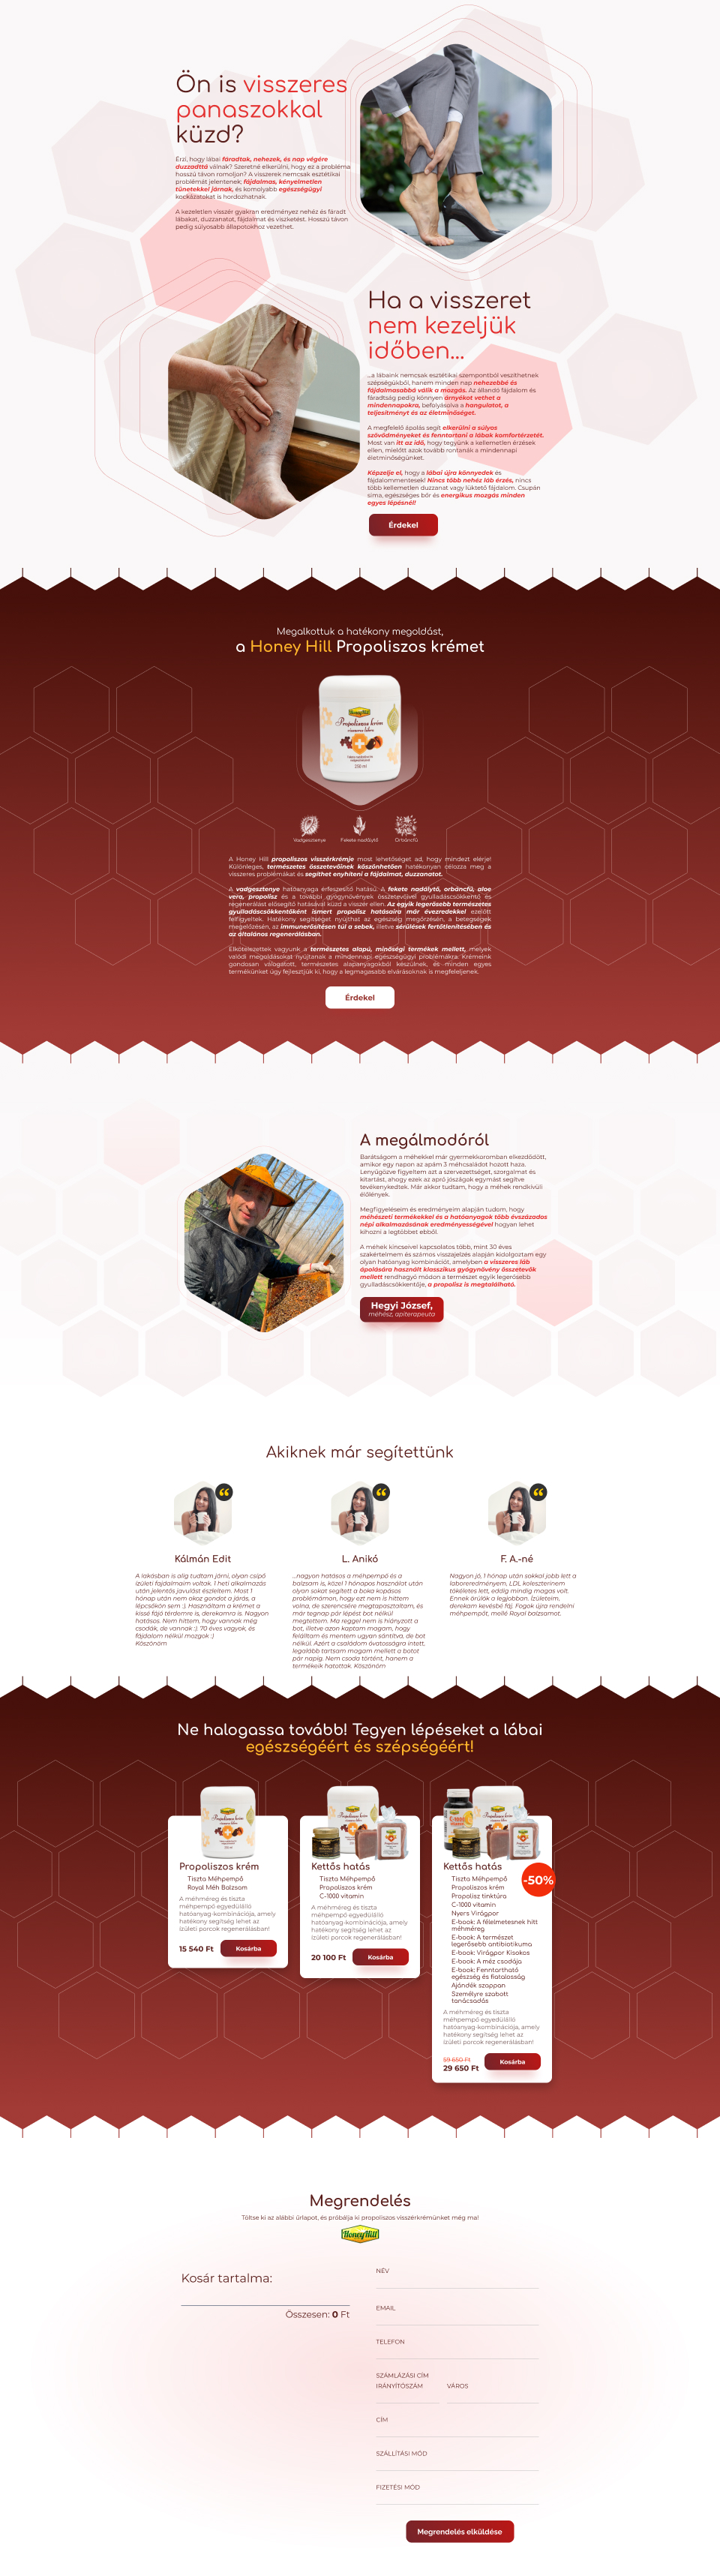 Ön is visszeres
panaszokkal
küzd?
Érzi, hogy lábai fáradtak, nehezek, és nap végére
duzzadttá válnak? Szeretné elkerülni, hogy ez a probléma
hosszú távon romoljon? A visszerek nemcsak esztétikai
problémát jelentenek; fájdalmas, kényelmetlen
tünetekkel járnak, és komolyabb egészségügyi
kockázatokat is hordozhatnak.
A kezeletlen visszér gyakran eredményez nehéz és fáradt
lábakat, duzzanatot, fájdalmat és viszketést. Hosszú távon
pedig súlyosabb állapotokhoz vezethet.
Ha a visszeret
nem kezeljük
időben...
...a lábaink nemcsak esztétikai szempontból veszíthetnek
szépségükből, hanem minden nap nehezebbé és
fájdalmasabbá válik a mozgás. Az állandó fájdalom és
fáradtság pedig könnyen árnyékot vethet a
mindennapokra, befolyásolva a hangulatot, a
teljesítményt és az életminőséget.
A megfelelő ápolás segít elkerülni a súlyos
szövődményeket és fenntartani a lábak komfortérzetét.
Most van itt az idő, hogy tegyünk a kellemetlen érzések
ellen, mielőtt azok tovább rontanák a mindennapi
életminőségünket.
Képzelje el, hogy a lábai újra könnyedek és
fájdalommentesek! Nincs több nehéz láb érzés, nincs
több kellemetlen duzzanat vagy lüktető fájdalom. Csupán
sima, egészséges bőr és energikus mozgás minden
egyes lépésnél!
Érdekel
Megalkottuk a hatékony megoldást,
a Honey Hill Propoliszos krémet
HoneyHill
Propoliszos krém
visszeres lábra
250 ml
Vadgesztenye
Fekete nadálytő
Orbáncfű
A Honey Hill propoliszos visszérkrémje most lehetőséget ad, hogy mindezt elérje!
Különleges, természetes összetevőinek köszönhetően hatékonyan célozza meg a
visszeres problémákat és segíthet enyhíteni a fájdalmat, duzzanatot.
A vadgesztenye hatóanyaga érfeszesítő hatású. A fekete nadálytő, orbáncfű, aloe
vera, propolisz és a további gyógynövények összetevőivel gyulladáscsökkentő és
regenerálást elősegítő hatásával küzd a visszér ellen. Az egyik legerősebb természetes
gyulladáscsökkentőként ismert propolisz hatásaira már évezredekkel ezelőtt
felfigyeltek. Hatékony segítséget nyújthat az egészség megőrzésén, a betegségek
megelőzésén, az immunerősítésen túl a sebek, illetve sérülések fertőtlenítésében és
az általános regenerálásban.
Elkötelezettek vagyunk a természetes alapú, minőségi termékek mellett, melyek
valódi megoldásokat nyújtanak a mindennapi egészségügyi problémákra. Krémeink
gondosan válogatott, természetes alapanyagokból készülnek, és minden egyes
termékünket úgy fejlesztjük ki, hogy a legmagasabb elvárásoknak is megfeleljenek.
Érdekel
A megálmodóról
Barátságom a méhekkel már gyermekkoromban elkezdődött,
amikor egy napon az apám 3 méhcsaládot hozott haza.
Lenyűgözve figyeltem azt a szervezettséget, szorgalmat és
kitartást, ahogy ezek az apró jószágok egymást segítve
tevékenykedtek. Már akkor tudtam, hogy a méhek rendkívüli
élőlények.
Megfigyeléseim és eredményeim alapján tudom, hogy
méhészeti termékekkel és a hatóanyagok több évszázados
népi alkalmazásának eredményességével hogyan lehet
kihozni a legtöbbet ebből.
A méhek kincseivel kapcsolatos több, mint 30 éves
szakértelmem és számos visszajelzés alapján kidolgoztam egy
olyan hatóanyag kombinációt, amelyben a visszeres láb
ápolására használt klasszikus gyógynövény összetevők
mellett rendhagyó módon a természet egyik legerősebb
gyulladáscsökkentője, a propolisz is megtalálható.
Hegyi József,
méhész, apiterapeuta
Akiknek már segítettünk
Kálmán Edit
A lakásban is alig tudtam járni, olyan csípő
izületi fájdalmaim voltak. 1 heti alkalmazás
után jelentős javulást észleltem. Most 1
hónap után nem okoz gondot a járás, a
lépcsőkön sem :). Használtam a krémet a
kissé fájó térdemre is, derekamra is. Nagyon
hatásos. Nem hittem, hogy vannak még
csodák, de vannak :). 70 éves vagyok, és
fájdalom nélkül mozgok :)
Köszönöm
L. Anikó
...nagyon hatásos a méhpempő és a
balzsam is, közel 1 hónapos használat után
olyan sokat segített a boka kopásos
problémámon, hogy ezt nem is hittem
volna, de szerencsére megtapasztaltam, és
már tegnap pár lépést bot nélkül
megtettem. Ma reggel nem is hiányzott a
bot, illetve azon kaptam magam, hogy
felálltam és mentem ugyan sántítva, de bot
nélkül. Azért a családom óvatosságra intett,
legalább tartsam magam mellett a botot
pár napig. Nem csoda történt, hanem a
termékeik hatottak. Köszönöm
F. A.-né
Nagyon jó, 1 hónap után sokkal jobb lett a
laboreredményem, LDL koleszterinem
tökéletes lett, eddig mindig magas volt.
Ennek örülök a legjobban. Ízületeim,
derekam kevésbé fáj. Fogok újra rendelni
méhpempőt, mellé Royal balzsamot.
Ne halogassa tovább! Tegyen lépéseket a lábai
egészségéért és szépségéért!
Propoliszos krém
Tiszta Méhpempő
Royal Méh Balzsam
A méhméreg és tiszta
méhpempő egyedülálló
hatóanyag-kombinációja, amely
hatékony segítség lehet az
ízületi porcok regenerálásban!
15 540 Ft
Kosárba
Kettős hatás
Tiszta Méhpempő
Propoliszos krém
C-1000 vitamin
A méhméreg és tiszta
méhpempő egyedülálló
hatóanyag-kombinációja, amely
hatékony segítség lehet az
ízületi porcok regenerálásban!
20 100 Ft
Kosárba
Kettős hatás
-50%
Tiszta Méhpempő
Propoliszos krém
Propolisz tinktúra
C-1000 vitamin
Nyers Virágpor
E-book: A félelmetesnek hitt
méhméreg
E-book: A természet
legerősebb antibiotikuma
E-book: Virágpor Kisokos
E-book: A méz csodája
E-book: Fenntartható
egészség és fiatalosság
Ajándék szappan
Személyre szabott
tanácsadás
A méhméreg és tiszta
méhpempő egyedülálló
hatóanyag-kombinációja, amely
hatékony segítség lehet az
ízületi porcok regenerálásban!
59 650 Ft
29 650 Ft
Kosárba
Megrendelés
Töltse ki az alábbi űrlapot, és próbálja ki propoliszos visszérkrémünket még ma!
HoneyHill
Kosár tartalma:
Összesen: 0 Ft
NÉV
EMAIL
TELEFON
SZÁMLÁZÁSI CÍM
IRÁNYÍTÓSZÁM
VÁROS
CÍM
SZÁLLÍTÁSI MÓD
FIZETÉSI MÓD
Megrendelés elküldése